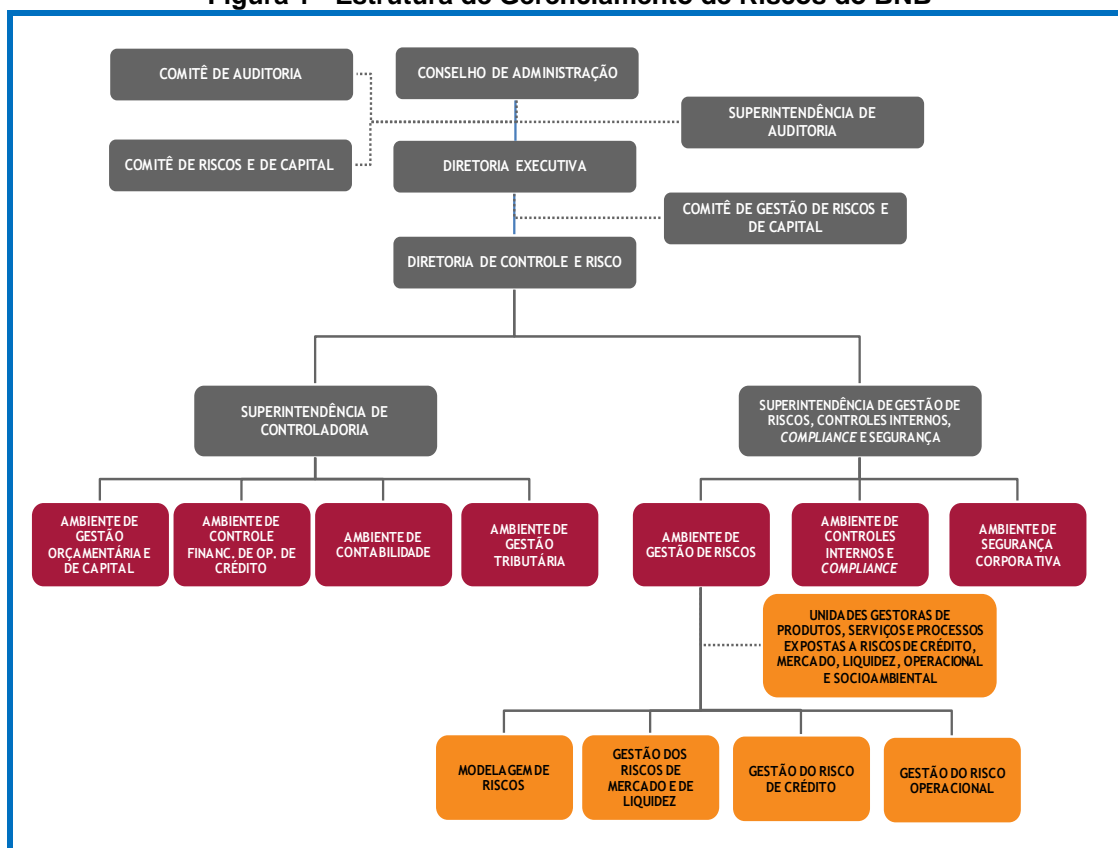 Figura 1 - Estrutura de Gerenciamento de Riscos do BNB
COMITÊ DE AUDITORIA
CONSELHO DE ADMINISTRAÇÃO
SUPERINTENDÊNCIA DE
AUDITORIA
COMITÊ DE RISCOS E DE CAPITAL
DIRETORIA EXECUTIVA
COMITÊ DE GESTÃO DE RISCOS E
DE CAPITAL
DIRETORIA DE CONTROLE E RISCO
SUPERINTENDÊNCIA DE
CONTROLADORIA
SUPERINTENDÊNCIA DE GESTÃO DE
RISCOS, CONTROLES INTERNOS,
COMPLIANCE E SEGURANÇA
AMBIENTE DE
GESTÃO
ORÇAMENTÁRIA E
DE CAPITAL
AMBIENTE DE
CONTROLE
FINANC. DE OP. DE
CRÉDITO
AMBIENTE DE
CONTABILIDADE
AMBIENTE DE
GESTÃO
TRIBUTÁRIA
AMBIENTE DE
GESTÃO DE RISCOS
AMBIENTE DE
CONTROLES
INTERNOS E
COMPLIANCE
AMBIENTE DE
SEGURANÇA
CORPORATIVA
UNIDADES GESTORAS DE
PRODUTOS, SERVIÇOS E PROCESSOS
EXPOSTAS A RISCOS DE CRÉDITO,
MERCADO, LIQUIDEZ, OPERACIONAL
E SOCIOAMBIENTAL
MODELAGEM DE
RISCOS
GESTÃO DOS
RISCOS DE
MERCADO E DE
LIQUIDEZ
GESTÃO DO RISCO
DE CRÉDITO
GESTÃO DO RISCO
OPERACIONAL